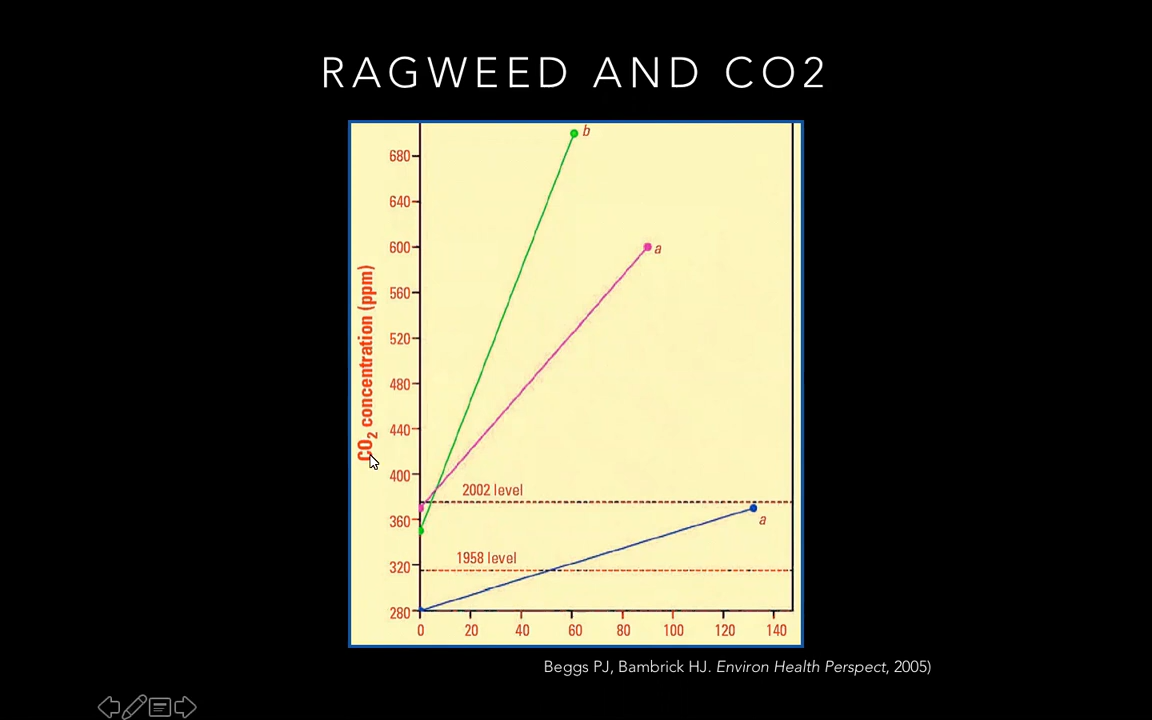 RAGWEED AND CO2
b
680
640
a
600
CO2 concentration (ppm)
560
520
480
440
400
2002 level
360
a
1958 level
320
280
0 20 40 60 80 100 120 140
Beggs PJ, Bambrick HJ. Environ Health Perspect, 2005)